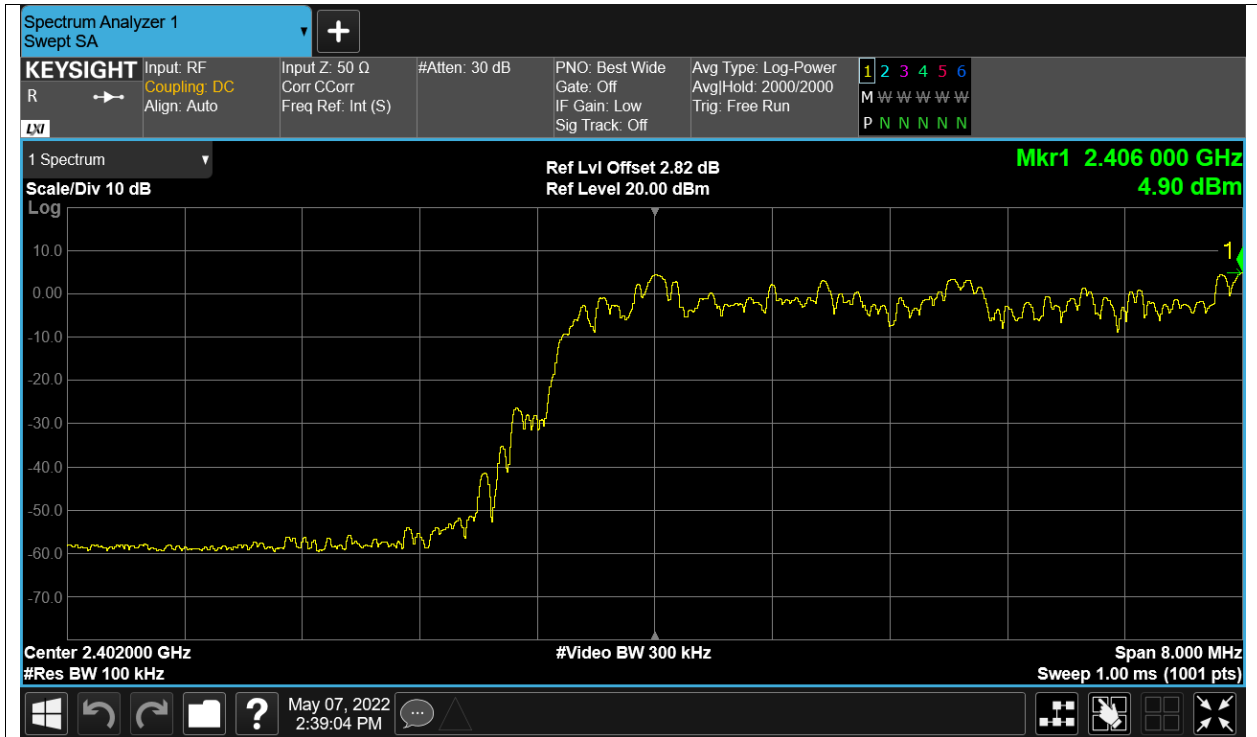 Spectrum Analyzer 1
Swept SA
+
KEYSIGHT
R
LXI
Input: RF
Coupling: DC
Align: Auto
Input Z: 50 Ω
Corr CCorr
Freq Ref: Int (S)
#Atten: 30 dB
PNO: Best Wide
Gate: Off
IF Gain: Low
Sig Track: Off
Avg Type: Log-Power
Avg|Hold: 2000/2000
Trig: Free Run
1 2 3 4 5 6
M W W W W W
P N N N N N
1 Spectrum
Scale/Div 10 dB
Log
Ref Lvl Offset 2.82 dB
Ref Level 20.00 dBm
Mkr1 2.406 000 GHz
4.90 dBm
1
10.0
0.00
-10.0
-20.0
-30.0
-40.0
-50.0
-60.0
-70.0
Center 2.402000 GHz
#Res BW 100 kHz
#Video BW 300 kHz
Span 8.000 MHz
Sweep 1.00 ms (1001 pts)
?
May 07, 2022
2:39:04 PM